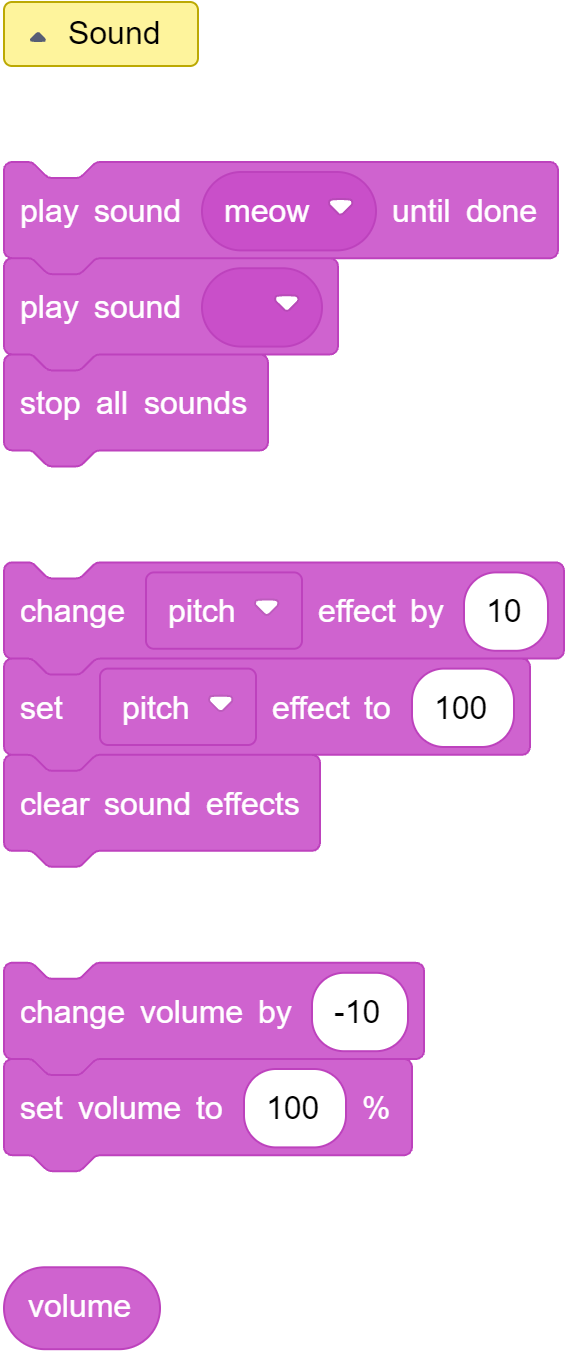 Sound
play sound meow until done
play sound
stop all sounds
change pitch effect by 10
set pitch effect to 100
clear sound effects
change volume by -10
set volume to 100 %
volume